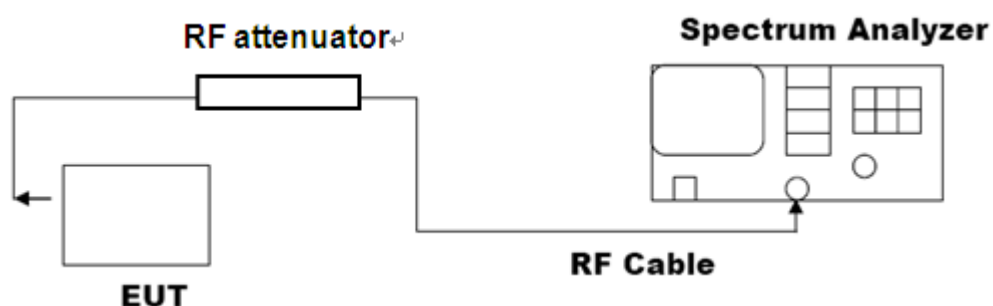 RF attenuator↵
Spectrum Analyzer
RF Cable
EUT